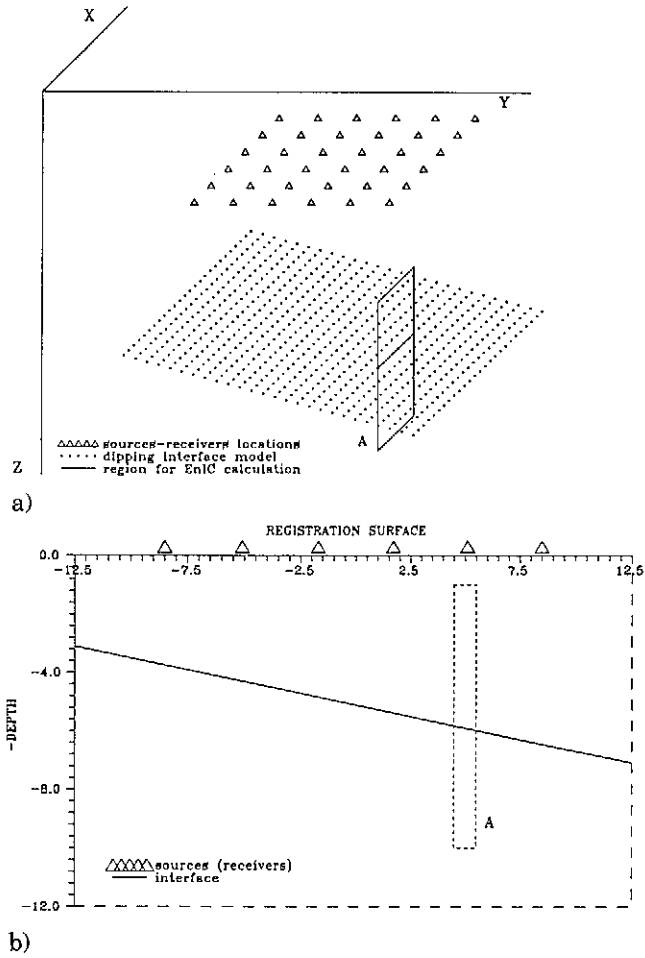 X
Y
A
△△△△△ sources-receivers locations
····· dipping interface model
Z
—— region for EnIC calculation
a)
REGISTRATION SURFACE
0.0
-12.5 -7.5 -2.5 2.5 7.5 12.5
-4.0
-DEPTH
-8.0
A
△△△△△ sources (receivers)
—— interface
-12.0
b)